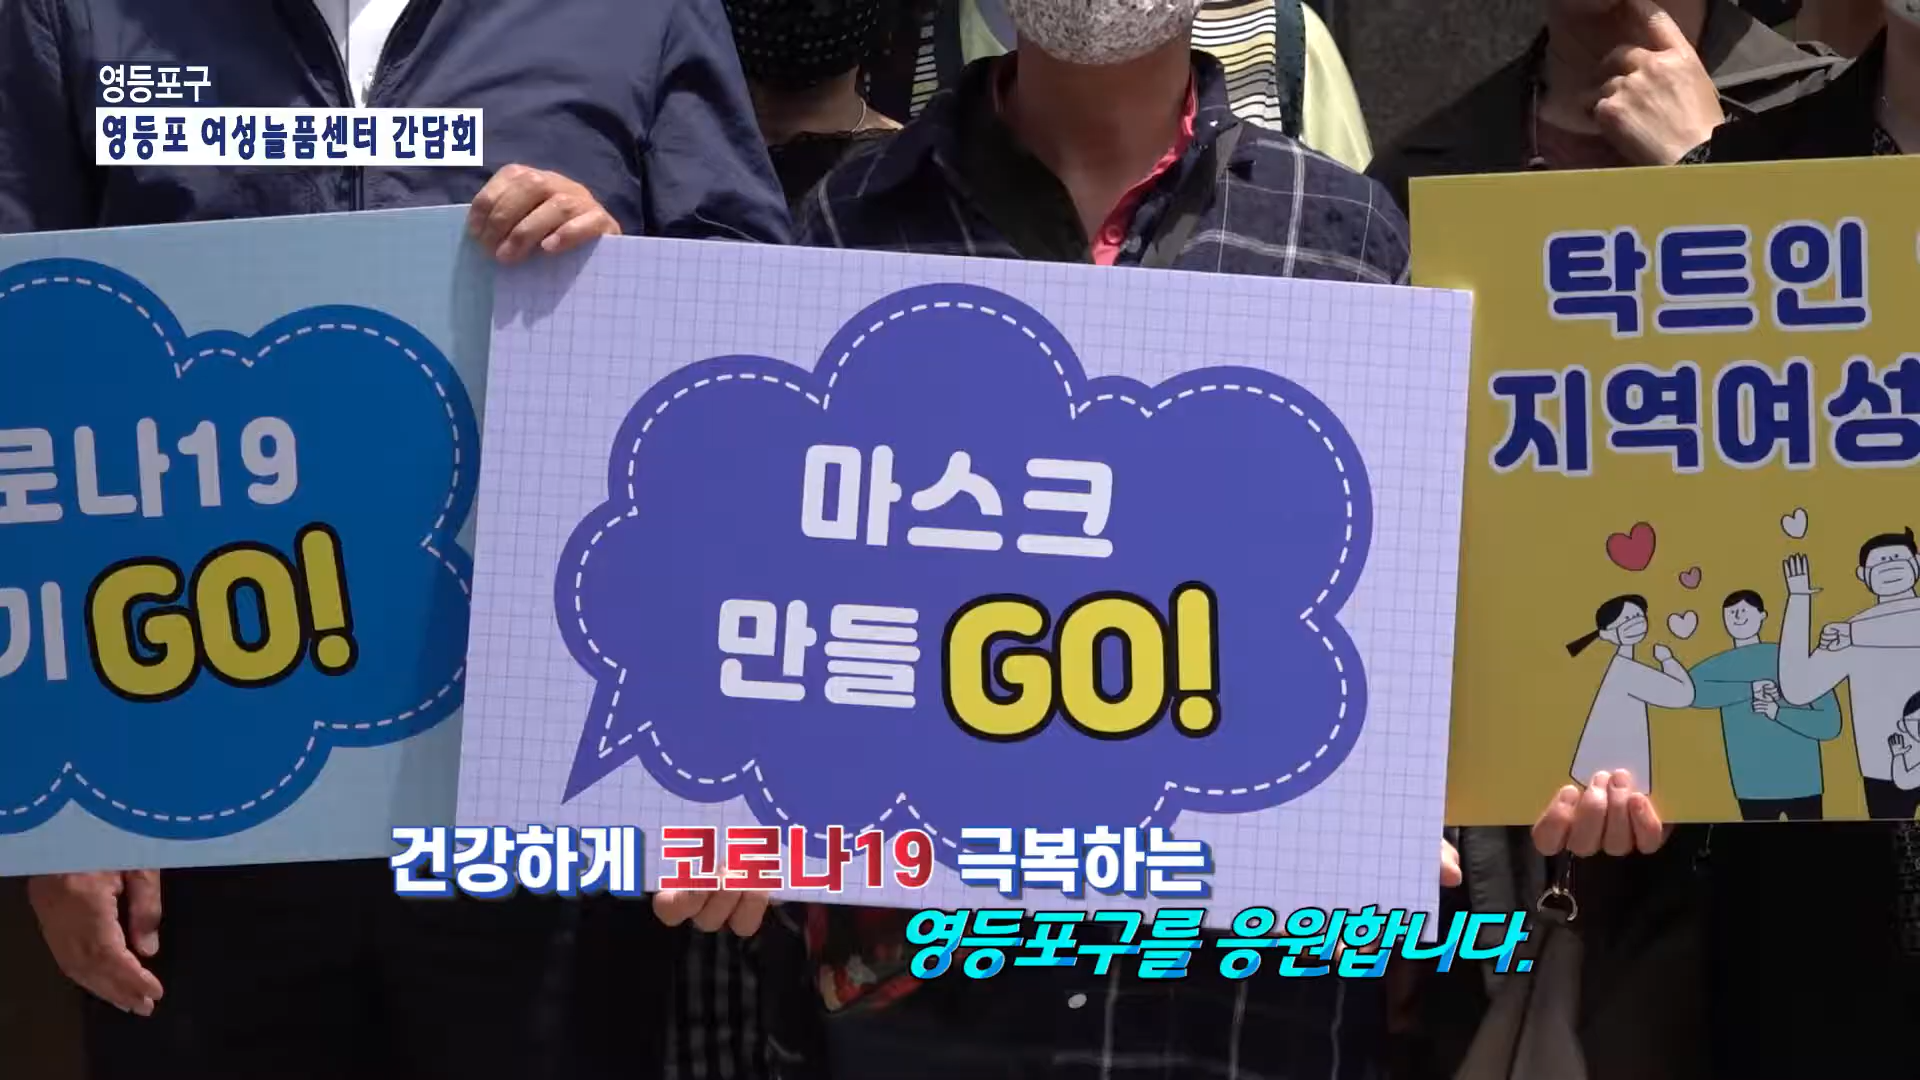 영등포구
영등포 여성늘품센터 간담회
로나19
기 GO!
마스크
만들 GO!
탁트인
지역여성
건강하게 코로나19 극복하는
영등포구를 응원합니다.